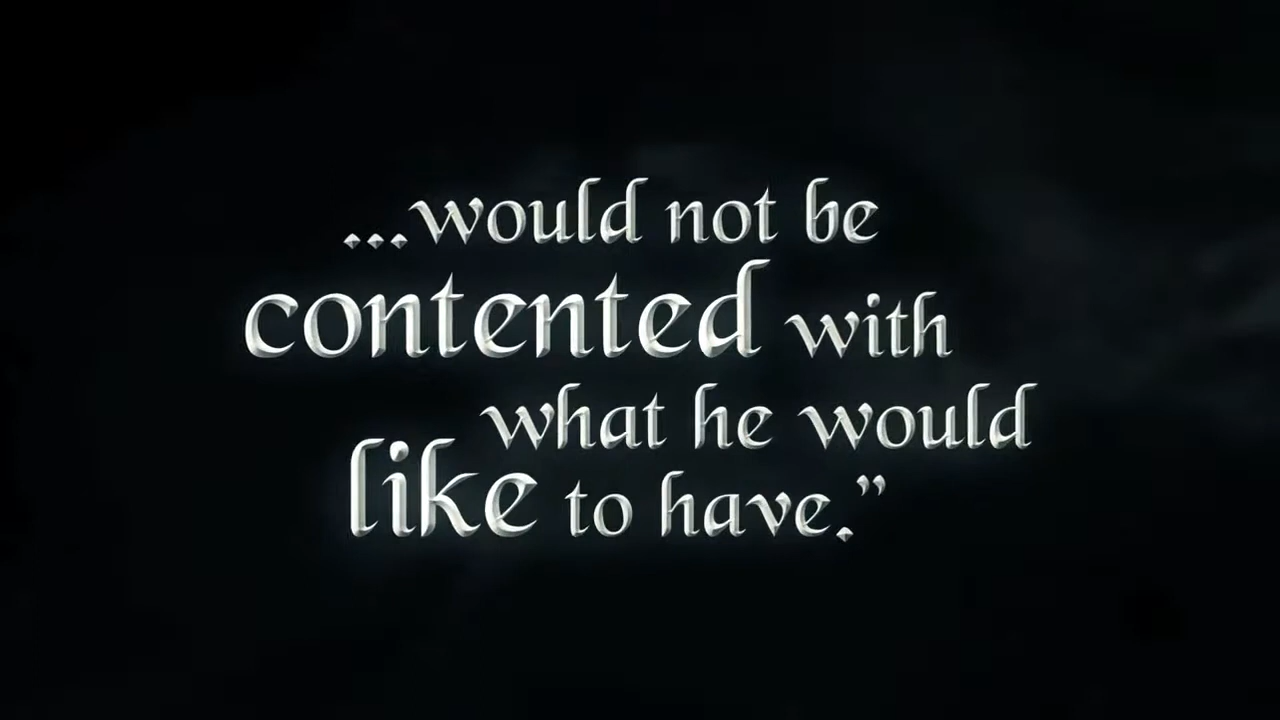 ...would not be
contented with
what he would
like to have.”